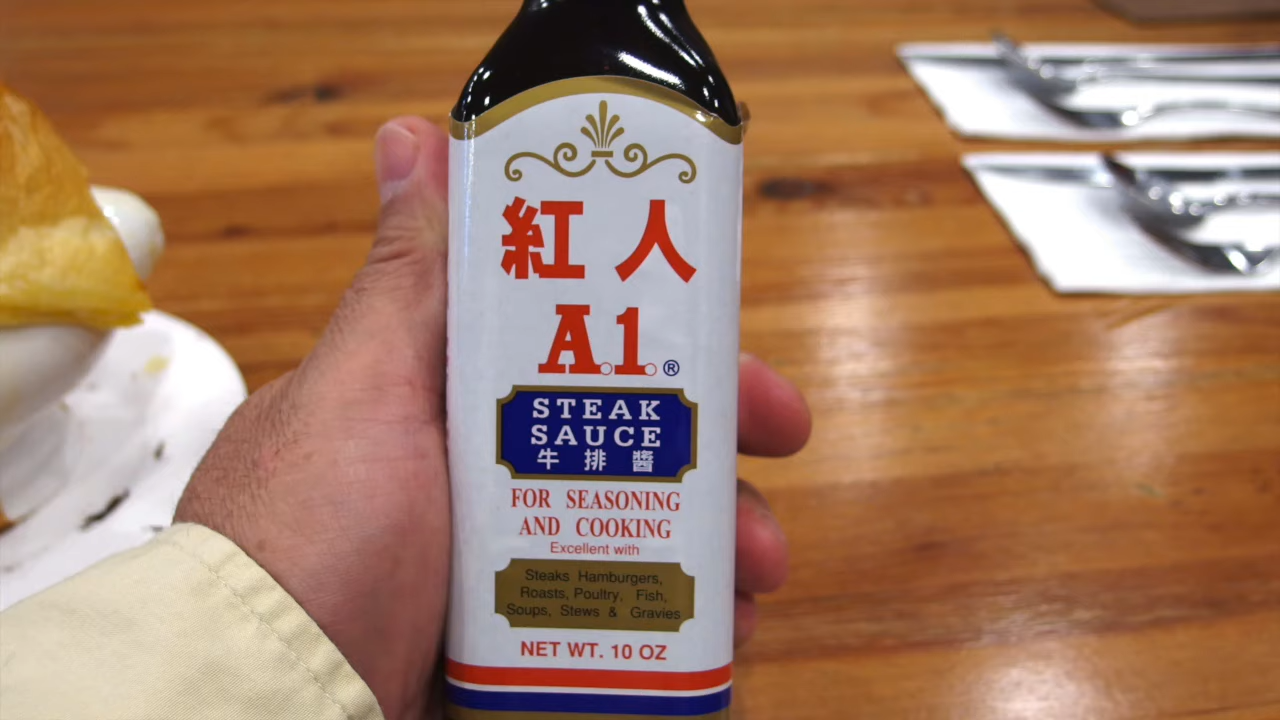 紅人
A.1.®
STEAK
SAUCE
牛排醬
FOR SEASONING
AND COOKING
Excellent with
Steaks Hamburgers,
Roasts, Poultry, Fish,
Soups, Stews & Gravies
NET WT. 10 OZ